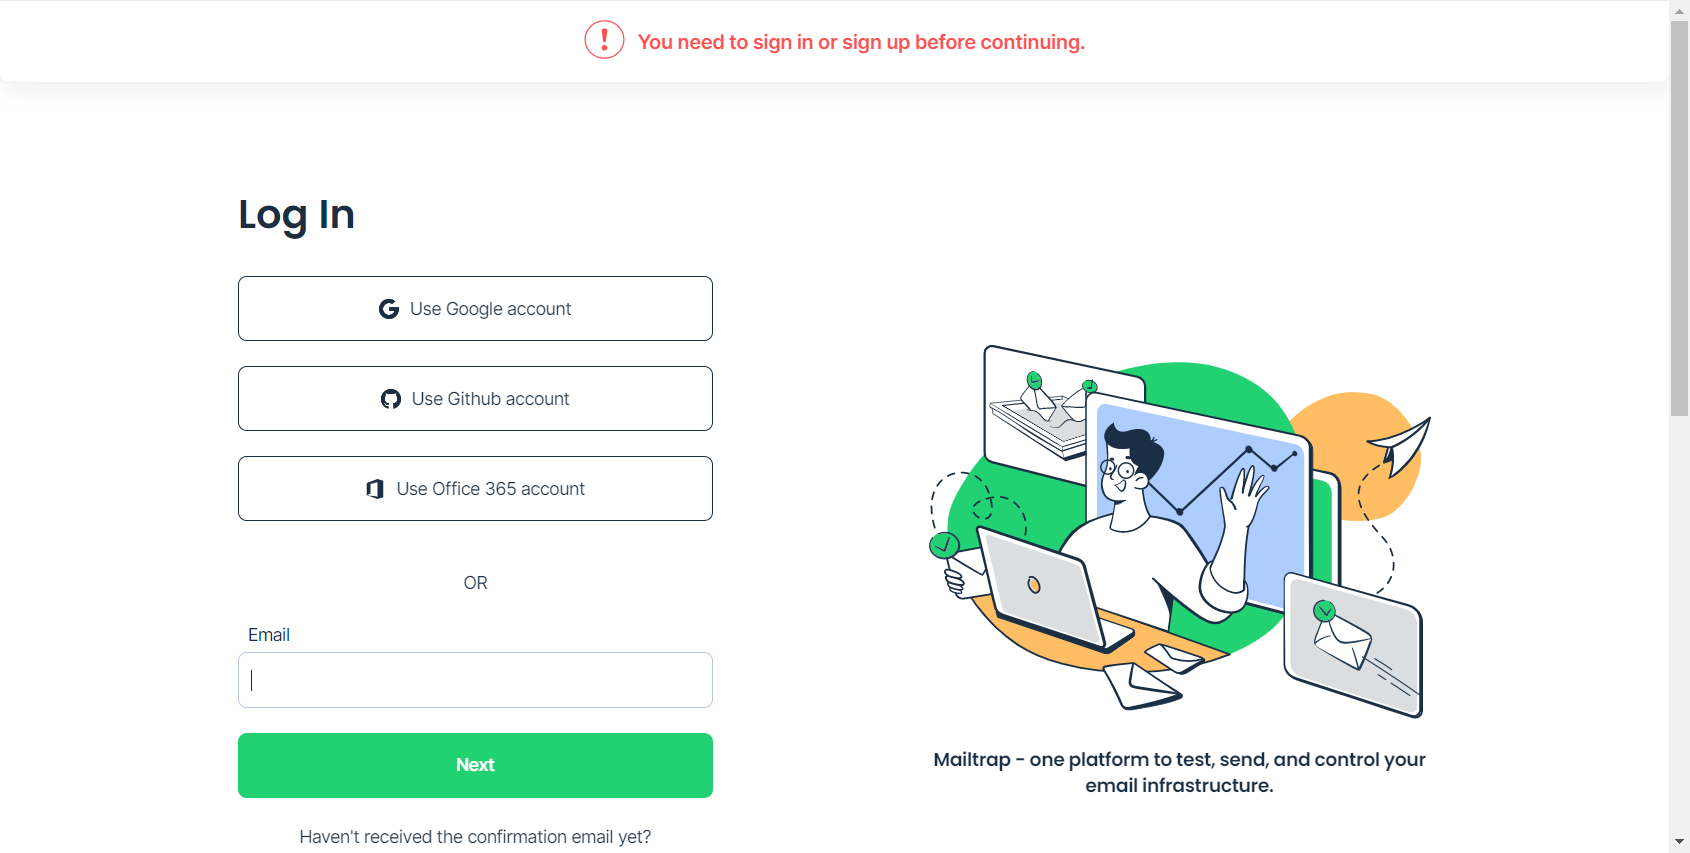 You need to sign in or sign up before continuing.
Log In
Use Google account
Use Github account
Use Office 365 account
OR
Email
Next
Haven't received the confirmation email yet?
Mailtrap - one platform to test, send, and control your
email infrastructure.